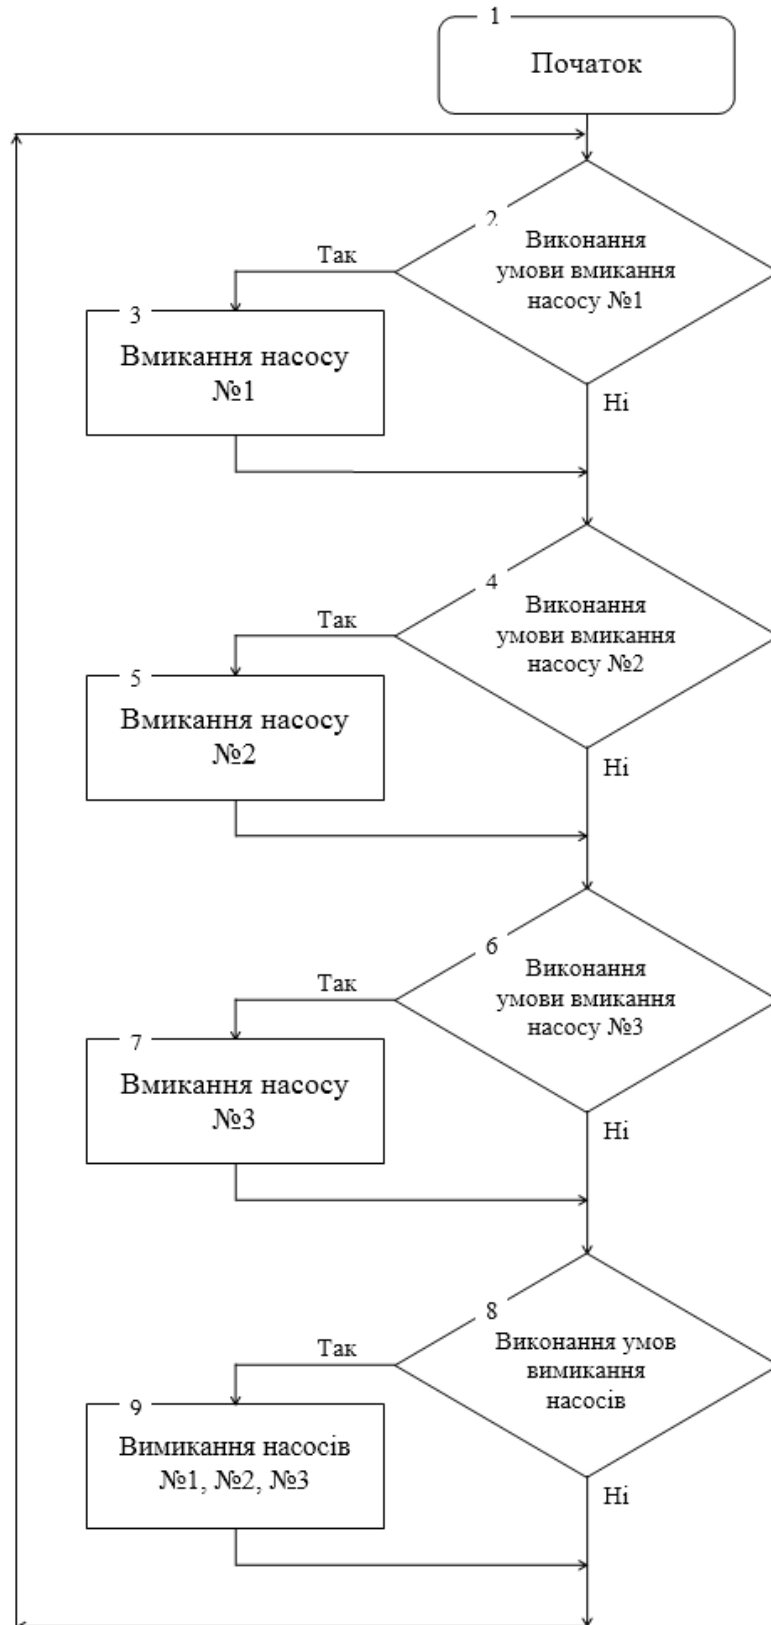 1
Початок
2
Виконання
умови вмикання
насосу №1
Так
3
Вмикання насосу
№1
Ні
4
Виконання
умови вмикання
насосу №2
Так
5
Вмикання насосу
№2
Ні
6
Виконання
умови вмикання
насосу №3
Так
7
Вмикання насосу
№3
Ні
8
Виконання умов
вимикання
насосів
Так
9
Вимикання насосів
№1, №2, №3
Ні